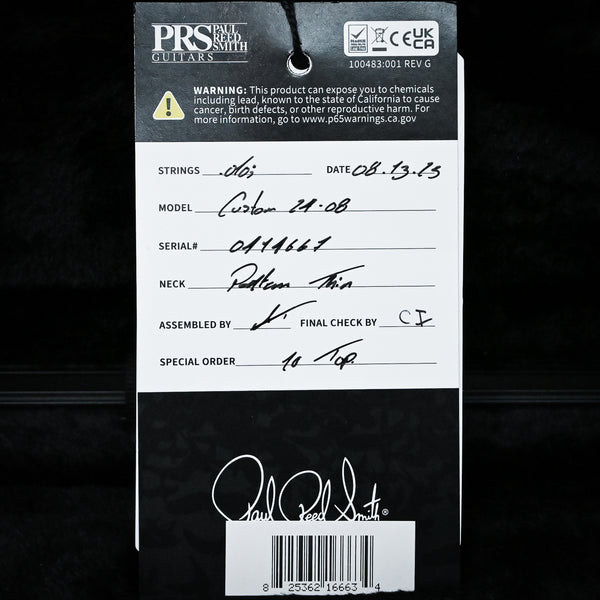 PRS PAUL REED SMITH
GUITARS
UK CA
100483:001 REV G
WARNING: This product can expose you to chemicals
including lead, known to the state of California to cause
cancer, birth defects, or other reproductive harm. For
more information, go to www.p65warnings.ca.gov
STRINGS DATE 08.13.23
MODEL Custom 24-08
SERIAL#
NECK Pattern Thin
ASSEMBLED BY FINAL CHECK BY CI
SPECIAL ORDER 10 Top
Paul Reed Smith®
8 25362 16663 4